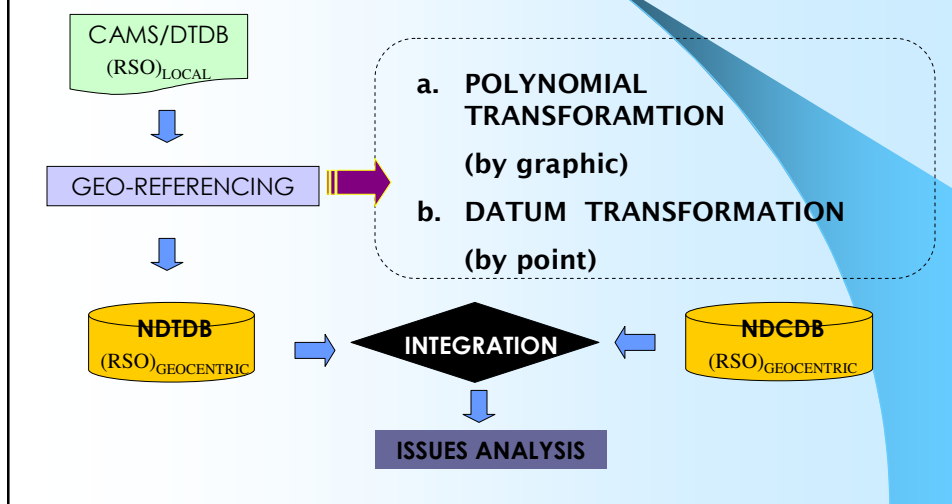 CAMS/DTDB
(RSO)LOCAL
GEO-REFERENCING
a. POLYNOMIAL
TRANSFORAMTION
(by graphic)
b. DATUM TRANSFORMATION
(by point)
NDTDB
(RSO)GEOCENTRIC
INTEGRATION
NDCDB
(RSO)GEOCENTRIC
ISSUES ANALYSIS